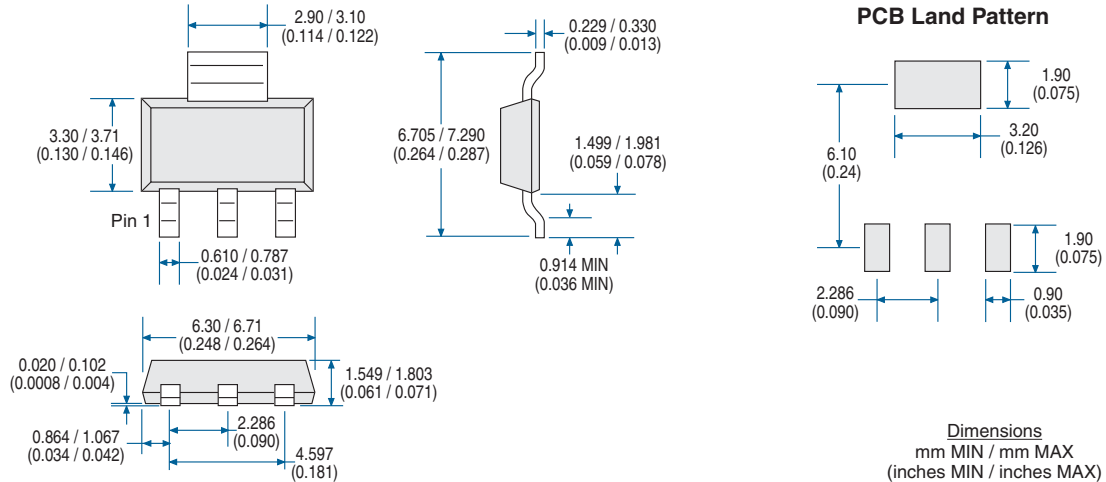 2.90 / 3.10
(0.114 / 0.122)
3.30 / 3.71
(0.130 / 0.146)
Pin 1
0.610 / 0.787
(0.024 / 0.031)
0.229 / 0.330
(0.009 / 0.013)
6.705 / 7.290
(0.264 / 0.287)
1.499 / 1.981
(0.059 / 0.078)
0.914 MIN
(0.036 MIN)
PCB Land Pattern
1.90
(0.075)
3.20
(0.126)
6.10
(0.24)
1.90
(0.075)
2.286
(0.090)
0.90
(0.035)
6.30 / 6.71
(0.248 / 0.264)
0.020 / 0.102
(0.0008 / 0.004)
1.549 / 1.803
(0.061 / 0.071)
0.864 / 1.067
(0.034 / 0.042)
2.286
(0.090)
4.597
(0.181)
Dimensions
mm MIN / mm MAX
(inches MIN / inches MAX)